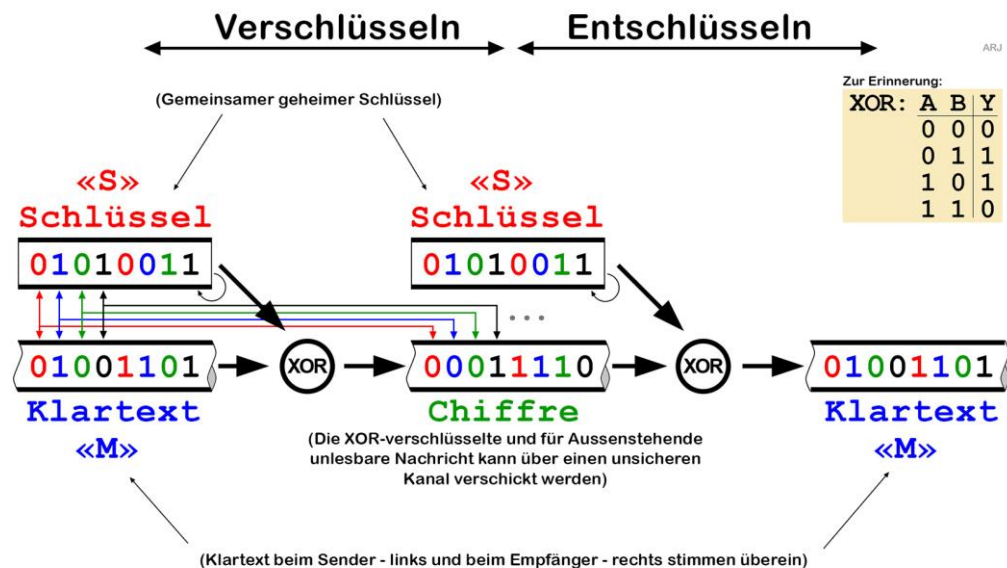 Verschlüsseln
Entschlüsseln
ARJ
(Gemeinsamer geheimer Schlüssel)
Zur Erinnerung:
XOR: A B Y
0 0 0
0 1 1
1 0 1
1 1 0
«S»
Schlüssel
01010011
«S»
Schlüssel
01010011
...
01001101
XOR
00011110
XOR
01001101
Klartext
«M»
Chiffre
(Die XOR-verschlüsselte und für Aussenstehende
unlesbare Nachricht kann über einen unsicheren
Kanal verschickt werden)
Klartext
«M»
(Klartext beim Sender - links und beim Empfänger - rechts stimmen überein)